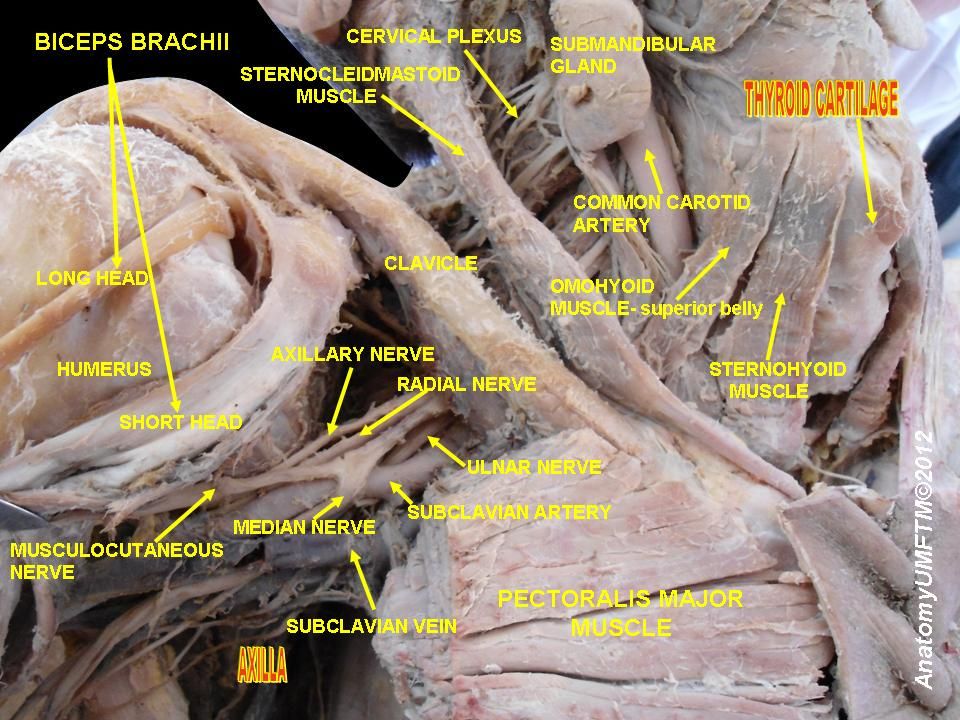 BICEPS BRACHII
CERVICAL PLEXUS
SUBMANDIBULAR
GLAND
STERNOCLEIDMASTOID
MUSCLE
THYROID CARTILAGE
COMMON CAROTID
ARTERY
CLAVICLE
LONG HEAD
OMOHYOID
MUSCLE- superior belly
AXILLARY NERVE
HUMERUS
RADIAL NERVE
STERNOHYOID
MUSCLE
SHORT HEAD
ULNAR NERVE
SUBCLAVIAN ARTERY
MEDIAN NERVE
MUSCULOCUTANEOUS
NERVE
PECTORALIS MAJOR
MUSCLE
SUBCLAVIAN VEIN
AXILLA
AnatomyUMFTM©2012